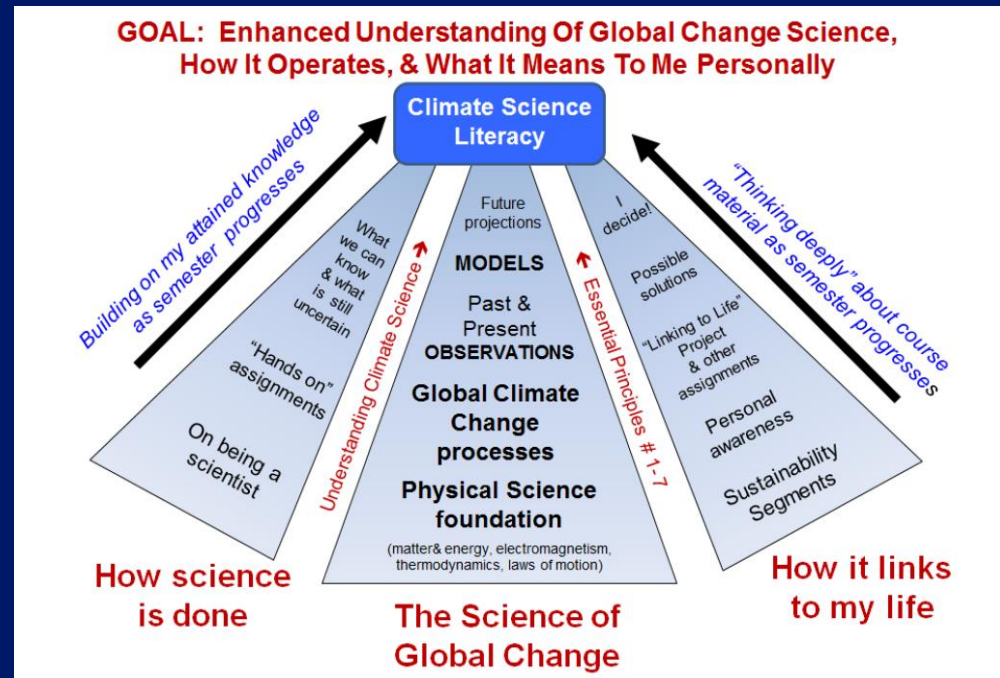 GOAL: Enhanced Understanding Of Global Change Science,
How It Operates, & What It Means To Me Personally
Climate Science
Literacy
Building on my attained knowledge
as semester progresses
"Thinking deeply" about course
material as semester progresses
What
we can
know
& what
is still
uncertain
"Hands on"
assignments
On being a
scientist
Understanding Climate Science →
Future
projections
MODELS
Past &
Present
OBSERVATIONS
Global Climate
Change
processes
Physical Science
foundation
(matter& energy, electromagnetism,
thermodynamics, laws of motion)
← Essential Principles # 1- 7
I
decide!
Possible
solutions
"Linking to Life"
Project
& other
assignments
Personal
awareness
Sustainability
Segments
How science
is done
The Science of
Global Change
How it links
to my life